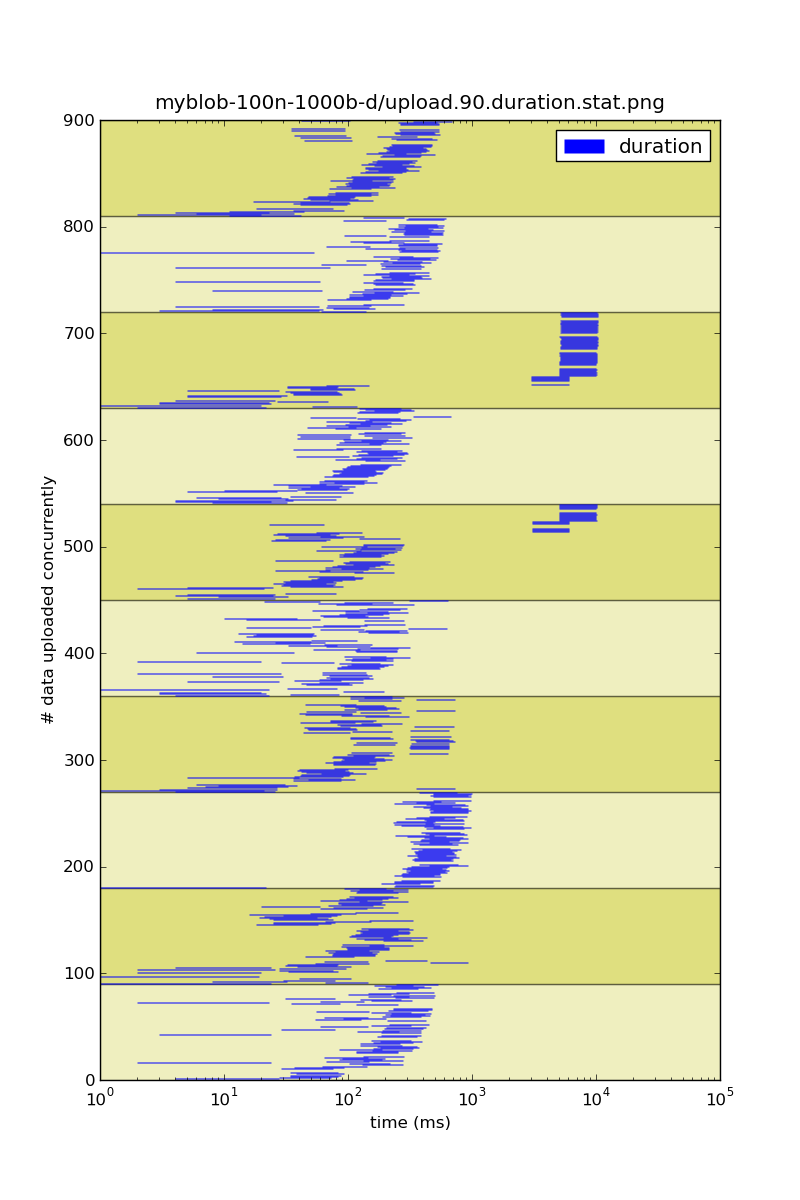 myblob-100n-1000b-d/upload.90.duration.stat.png
duration
900
800
700
600
500
400
300
200
100
0
# data uploaded concurrently
10^0 10^1 10^2 10^3 10^4 10^5
time (ms)